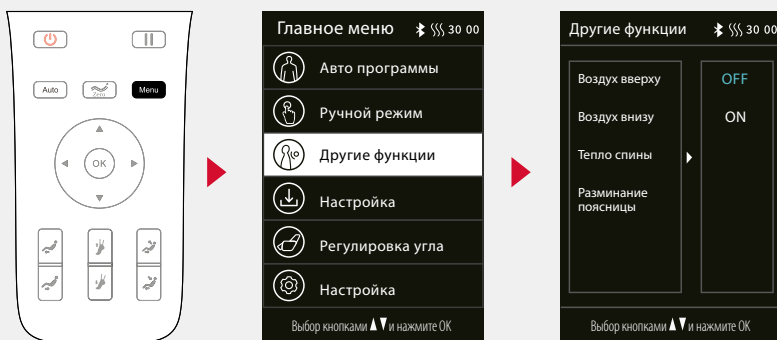 Auto
Zero
Menu
OK
Главное меню 30 00
Авто программы
Ручной режим
Другие функции
Настройка
Регулировка угла
Настройка
Выбор кнопками и нажмите OK
Другие функции 30 00
Воздух вверху
Воздух внизу
Тепло спины
Разминание
поясницы
OFF
ON
Выбор кнопками и нажмите OK